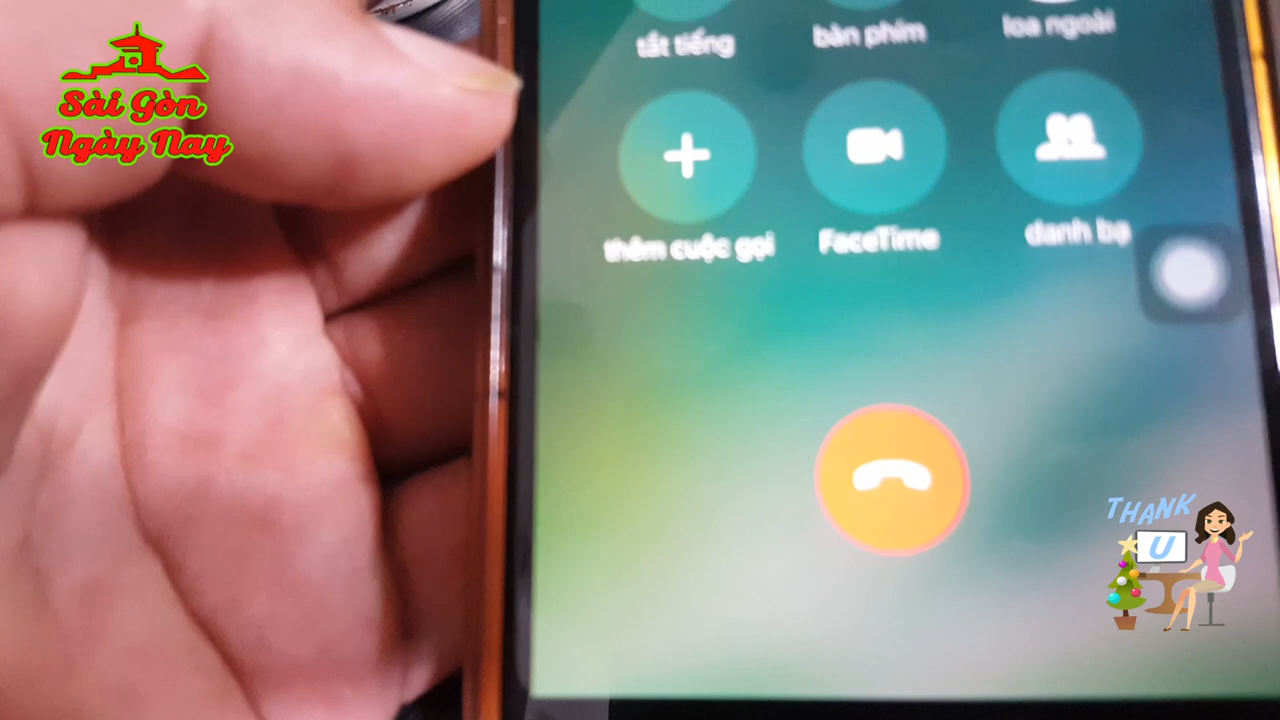 Sài Gòn
Ngày Nay
tắt tiếng
bàn phím
loa ngoài
thêm cuộc gọi
FaceTime
danh bạ
THANK
U